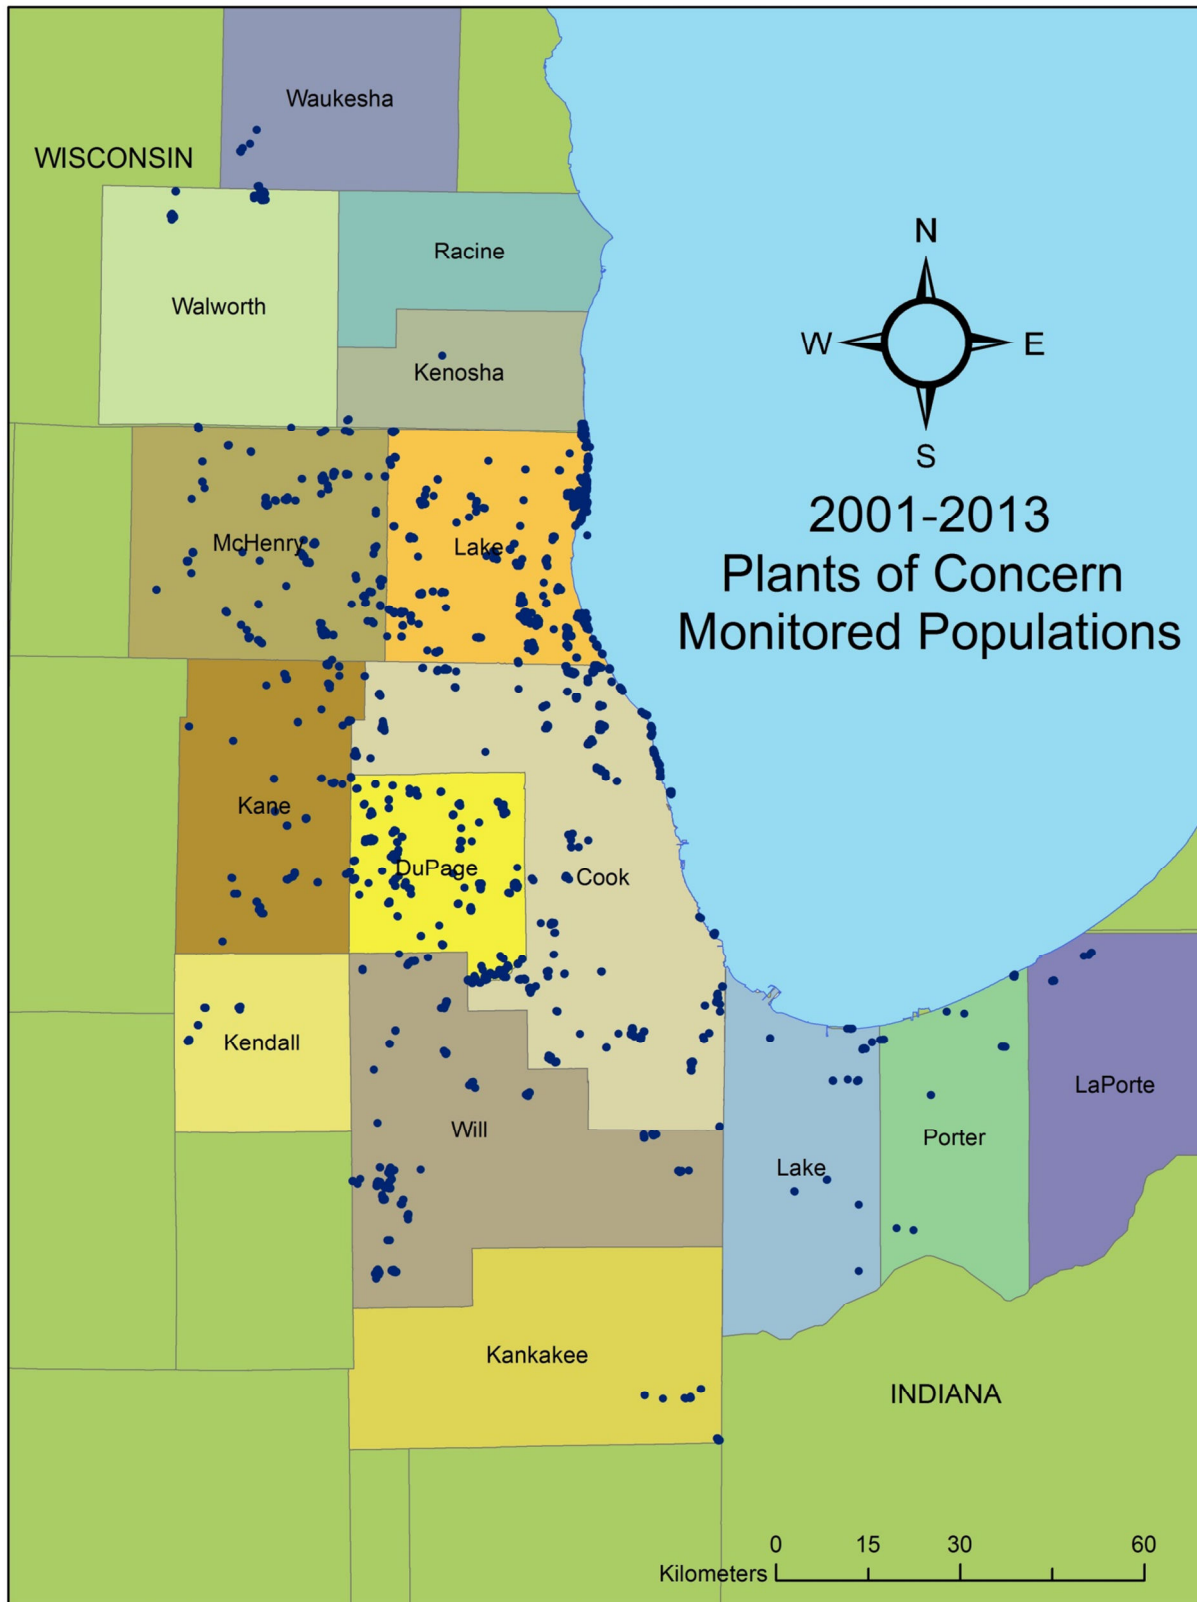 Waukesha
WISCONSIN
Racine
Walworth
Kenosha
N
W
E
S
2001-2013
Plants of Concern
Monitored Populations
McHenry
Lake
Kane
DuPage
Cook
Kendall
Will
Lake
Porter
LaPorte
Kankakee
INDIANA
0 15 30 60
Kilometers